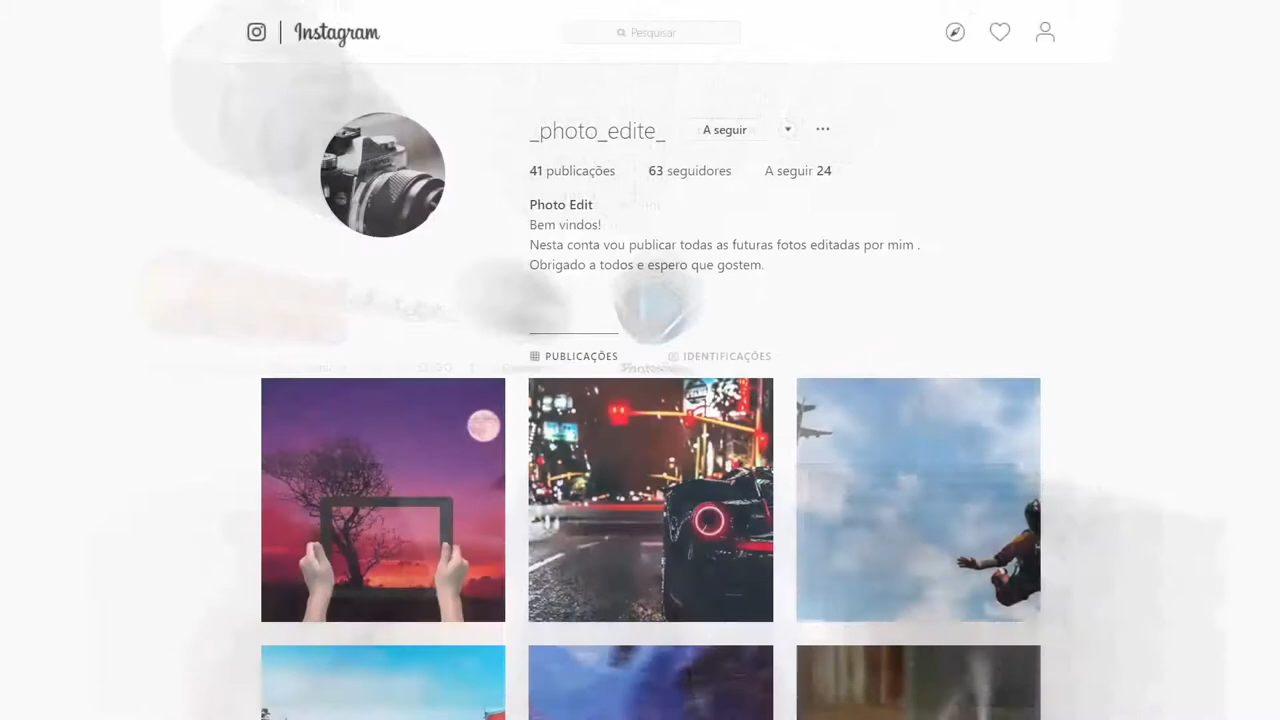 Instagram
Pesquisar
_photo_edite_ A seguir
41 publicações 63 seguidores A seguir 24
Photo Edit
Bem vindos!
Nesta conta vou publicar todas as futuras fotos editadas por mim .
Obrigado a todos e espero que gostem.
PUBLICAÇÕES IDENTIFICAÇÕES